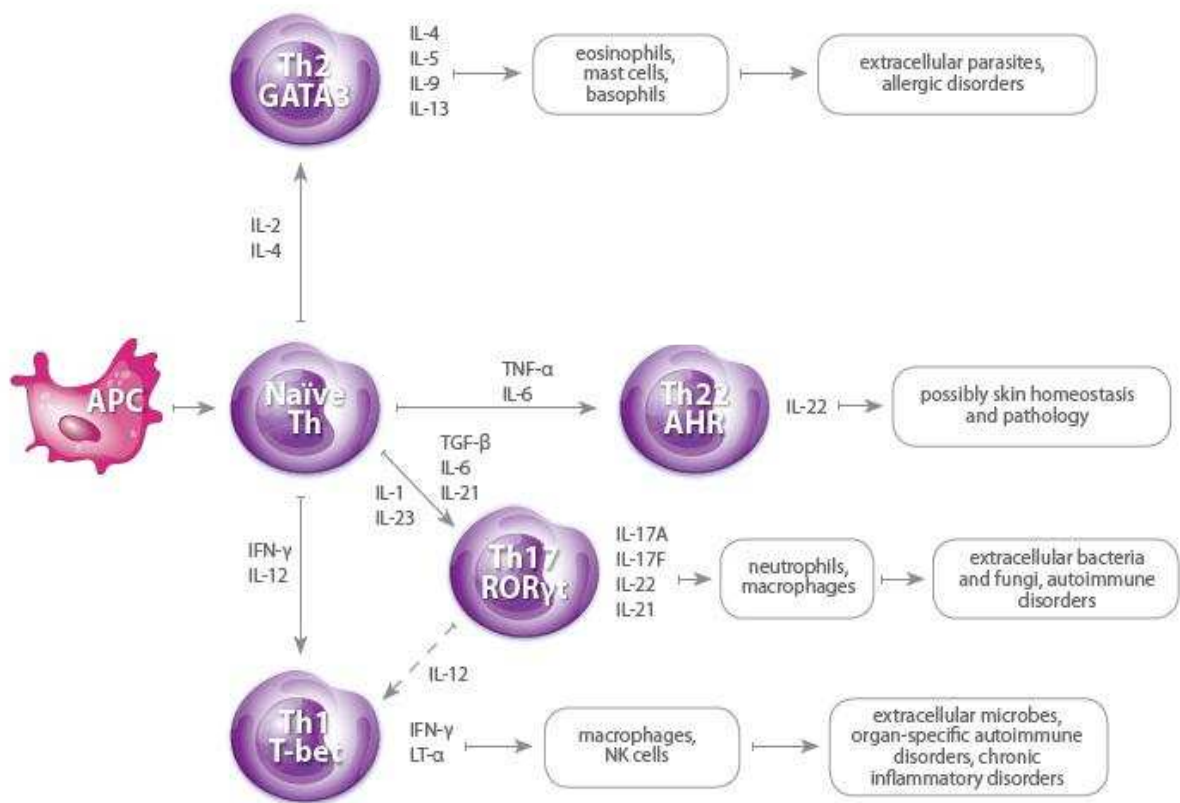 Th2
GATA3
IL-4
IL-5
IL-9
IL-13
eosinophils,
mast cells,
basophils
extracellular parasites,
allergic disorders
IL-2
IL-4
APC
Naïve
Th
TNF-α
IL-6
Th22
AHR
IL-22
possibly skin homeostasis
and pathology
TGF-β
IL-6
IL-21
IL-1
IL-23
Th17
RORγt
IL-17A
IL-17F
IL-22
IL-21
neutrophils,
macrophages
extracellular bacteria
and fungi, autoimmune
disorders
IFN-γ
IL-12
IL-12
Th1
T-bet
IFN-γ
LT-α
macrophages,
NK cells
extracellular microbes,
organ-specific autoimmune
disorders, chronic
inflammatory disorders